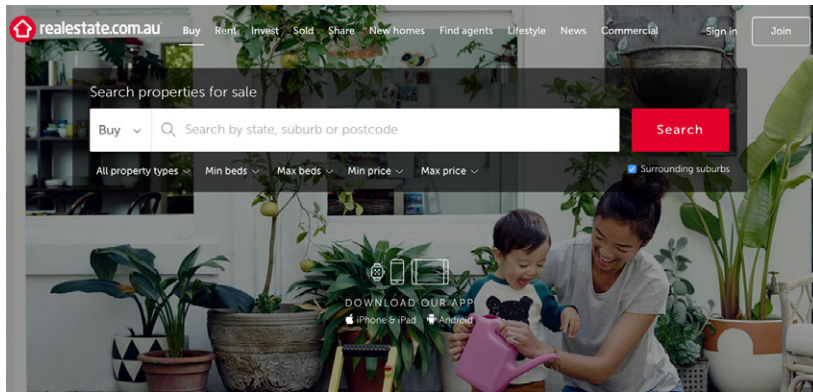 realestate.com.au Buy Rent Invest Sold Share New homes Find agents Lifestyle News Commercial Sign in Join
Search properties for sale
Buy Search by state, suburb or postcode Search
All property types Min beds Max beds Min price Max price Surrounding suburbs
DOWNLOAD OUR APP
iPhone & iPad Android